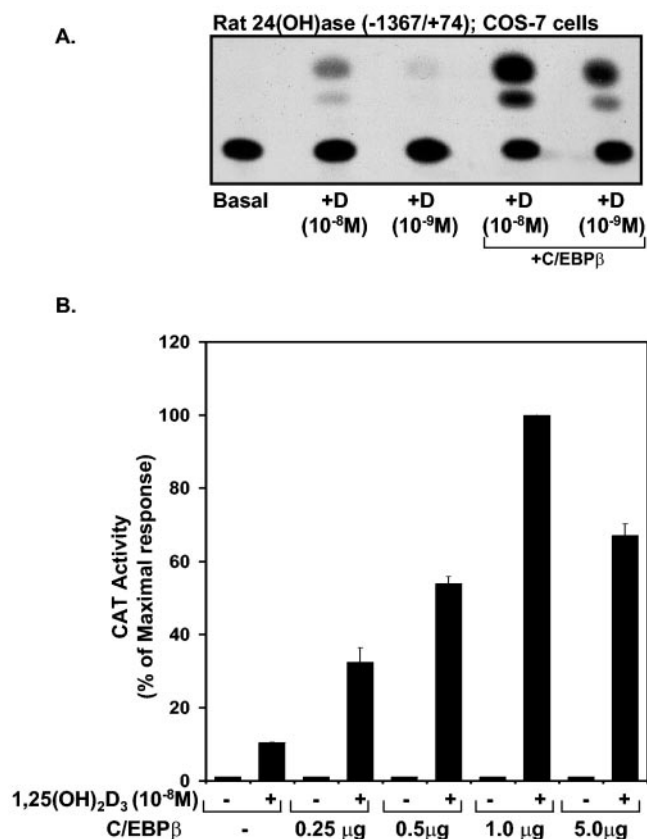 A.
Rat 24(OH)ase (-1367/+74); COS-7 cells
Basal +D +D +D +D
(10⁻⁸M) (10⁻⁹M) (10⁻⁸M) (10⁻⁹M)
+C/EBPβ
B.
CAT Activity
(% of Maximal response)
120
100
80
60
40
20
0
1,25(OH)₂D₃ (10⁻⁸M) - + - + - + - + - +
C/EBPβ - 0.25 μg 0.5μg 1.0 μg 5.0μg